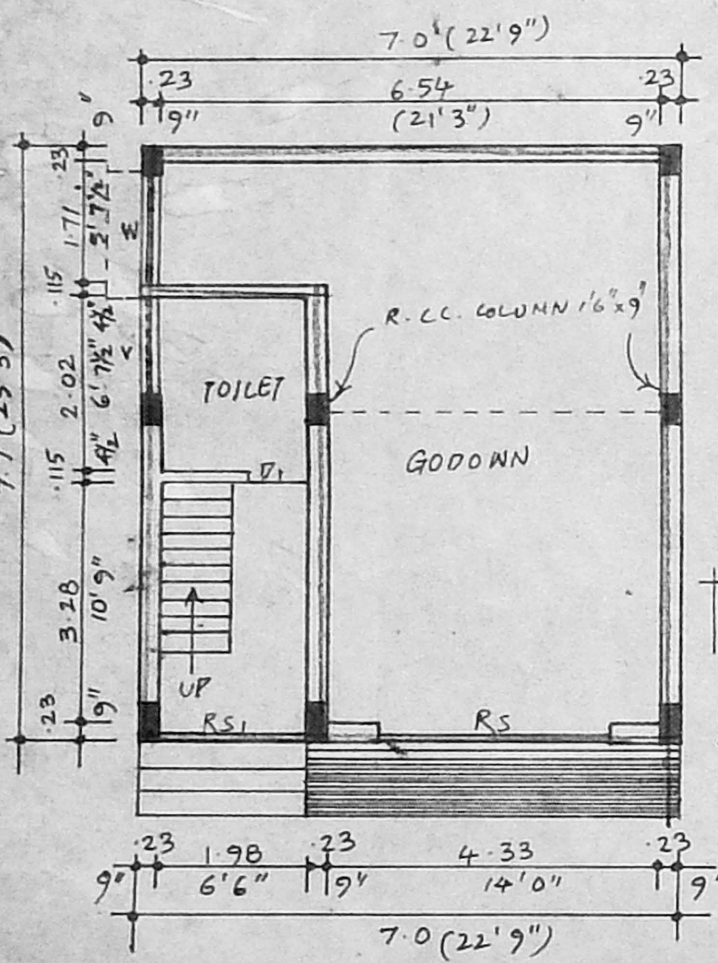 7.0 (22'9")
.23 6.54 .23
9" (21'3") 9"
9"
.23
1.71
W
.115
4½"
2.02
6'7½"
V
.115
4½"
3.28
10'9"
.23
9"
R.C.C. COLUMN 1'6"x9"
TOILET
GODOWN
D1
UP
RS1
RS
.23 1.98 .23 4.33 .23
9" 6'6" 9" 14'0" 9"
7.0 (22'9")